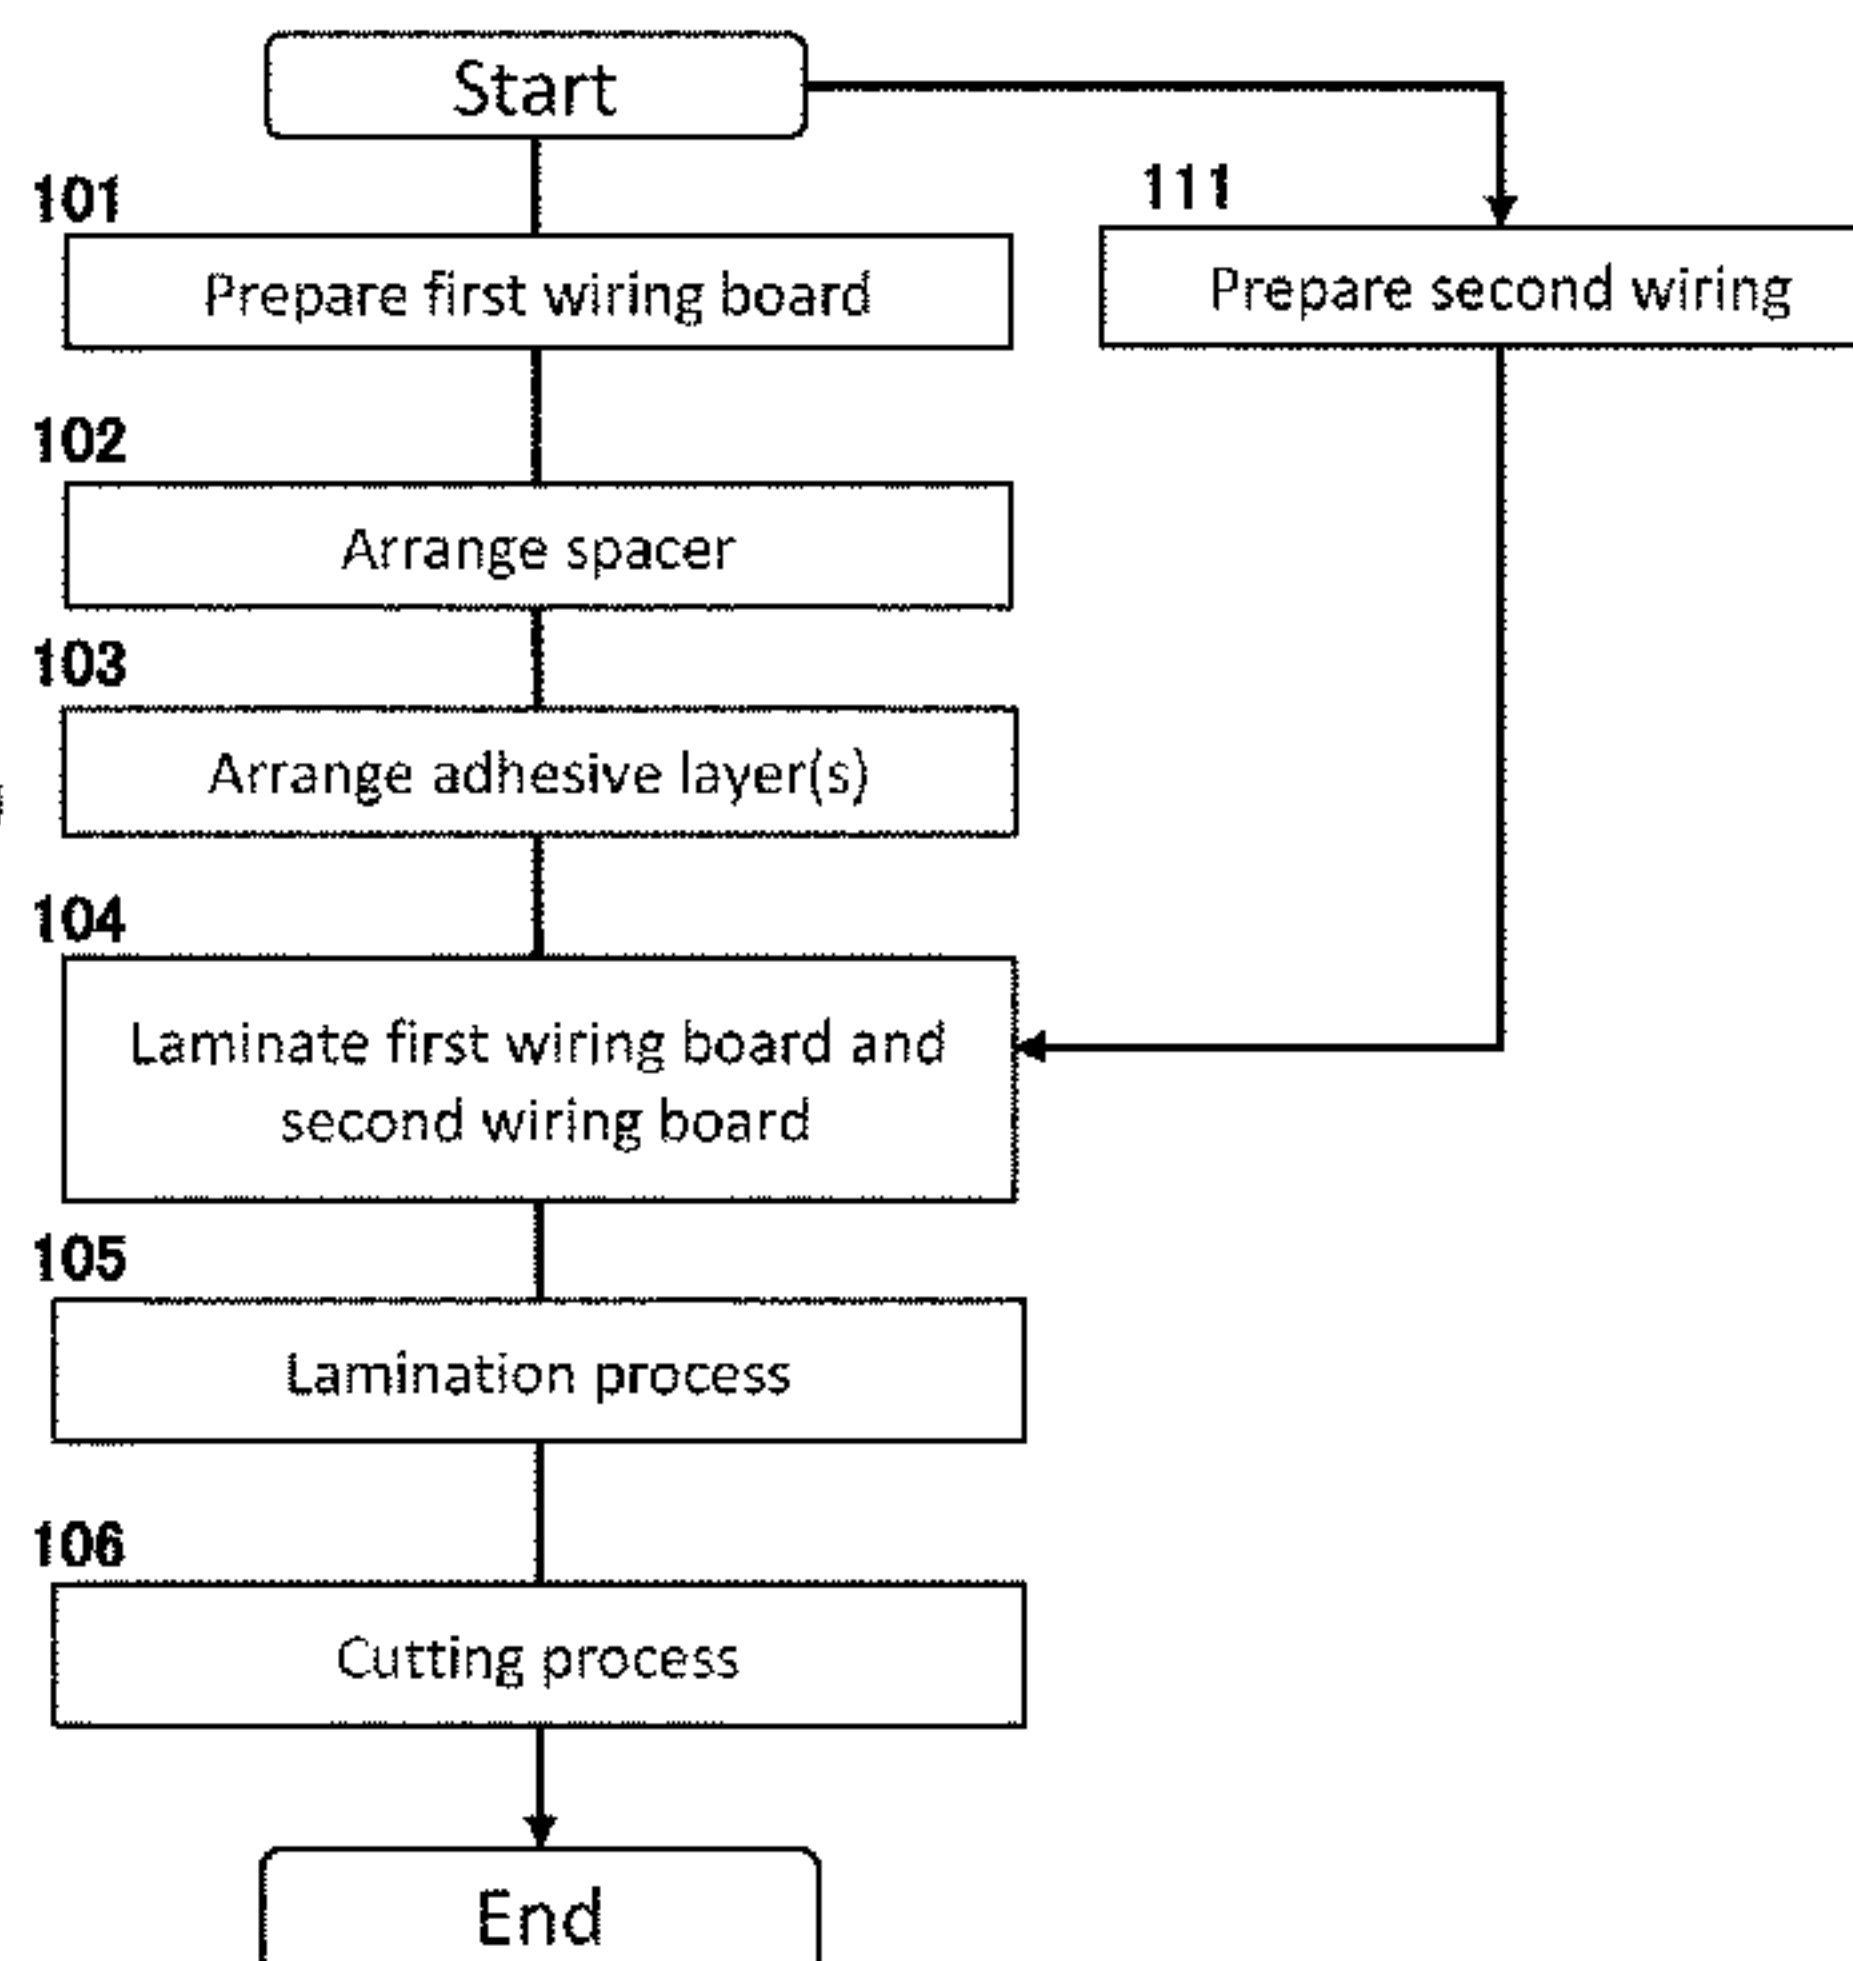 Start
101
111
Prepare first wiring board
Prepare second wiring
102
Arrange spacer
103
Arrange adhesive layer(s)
104
Laminate first wiring board and
second wiring board
105
Lamination process
106
Cutting process
End